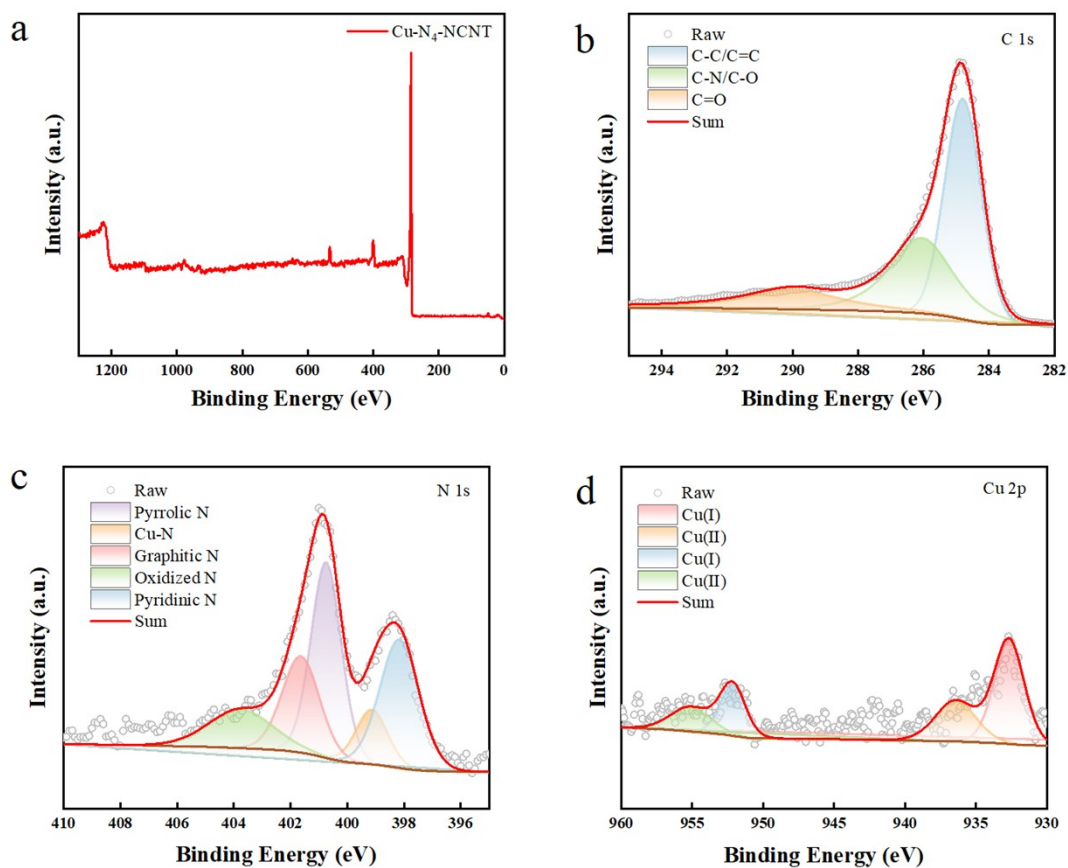 a
Cu-N₄-NCNT
Intensity (a.u.)
1200 1000 800 600 400 200 0
Binding Energy (eV)
b
Raw
C-C/C=C
C-N/C-O
C=O
Sum
C 1s
Intensity (a.u.)
294 292 290 288 286 284 282
Binding Energy (eV)
c
Raw
Pyrrolic N
Cu-N
Graphitic N
Oxidized N
Pyridinic N
Sum
N 1s
Intensity (a.u.)
410 408 406 404 402 400 398 396
Binding Energy (eV)
d
Raw
Cu(I)
Cu(II)
Cu(I)
Cu(II)
Sum
Cu 2p
Intensity (a.u.)
960 955 950 945 940 935 930
Binding Energy (eV)